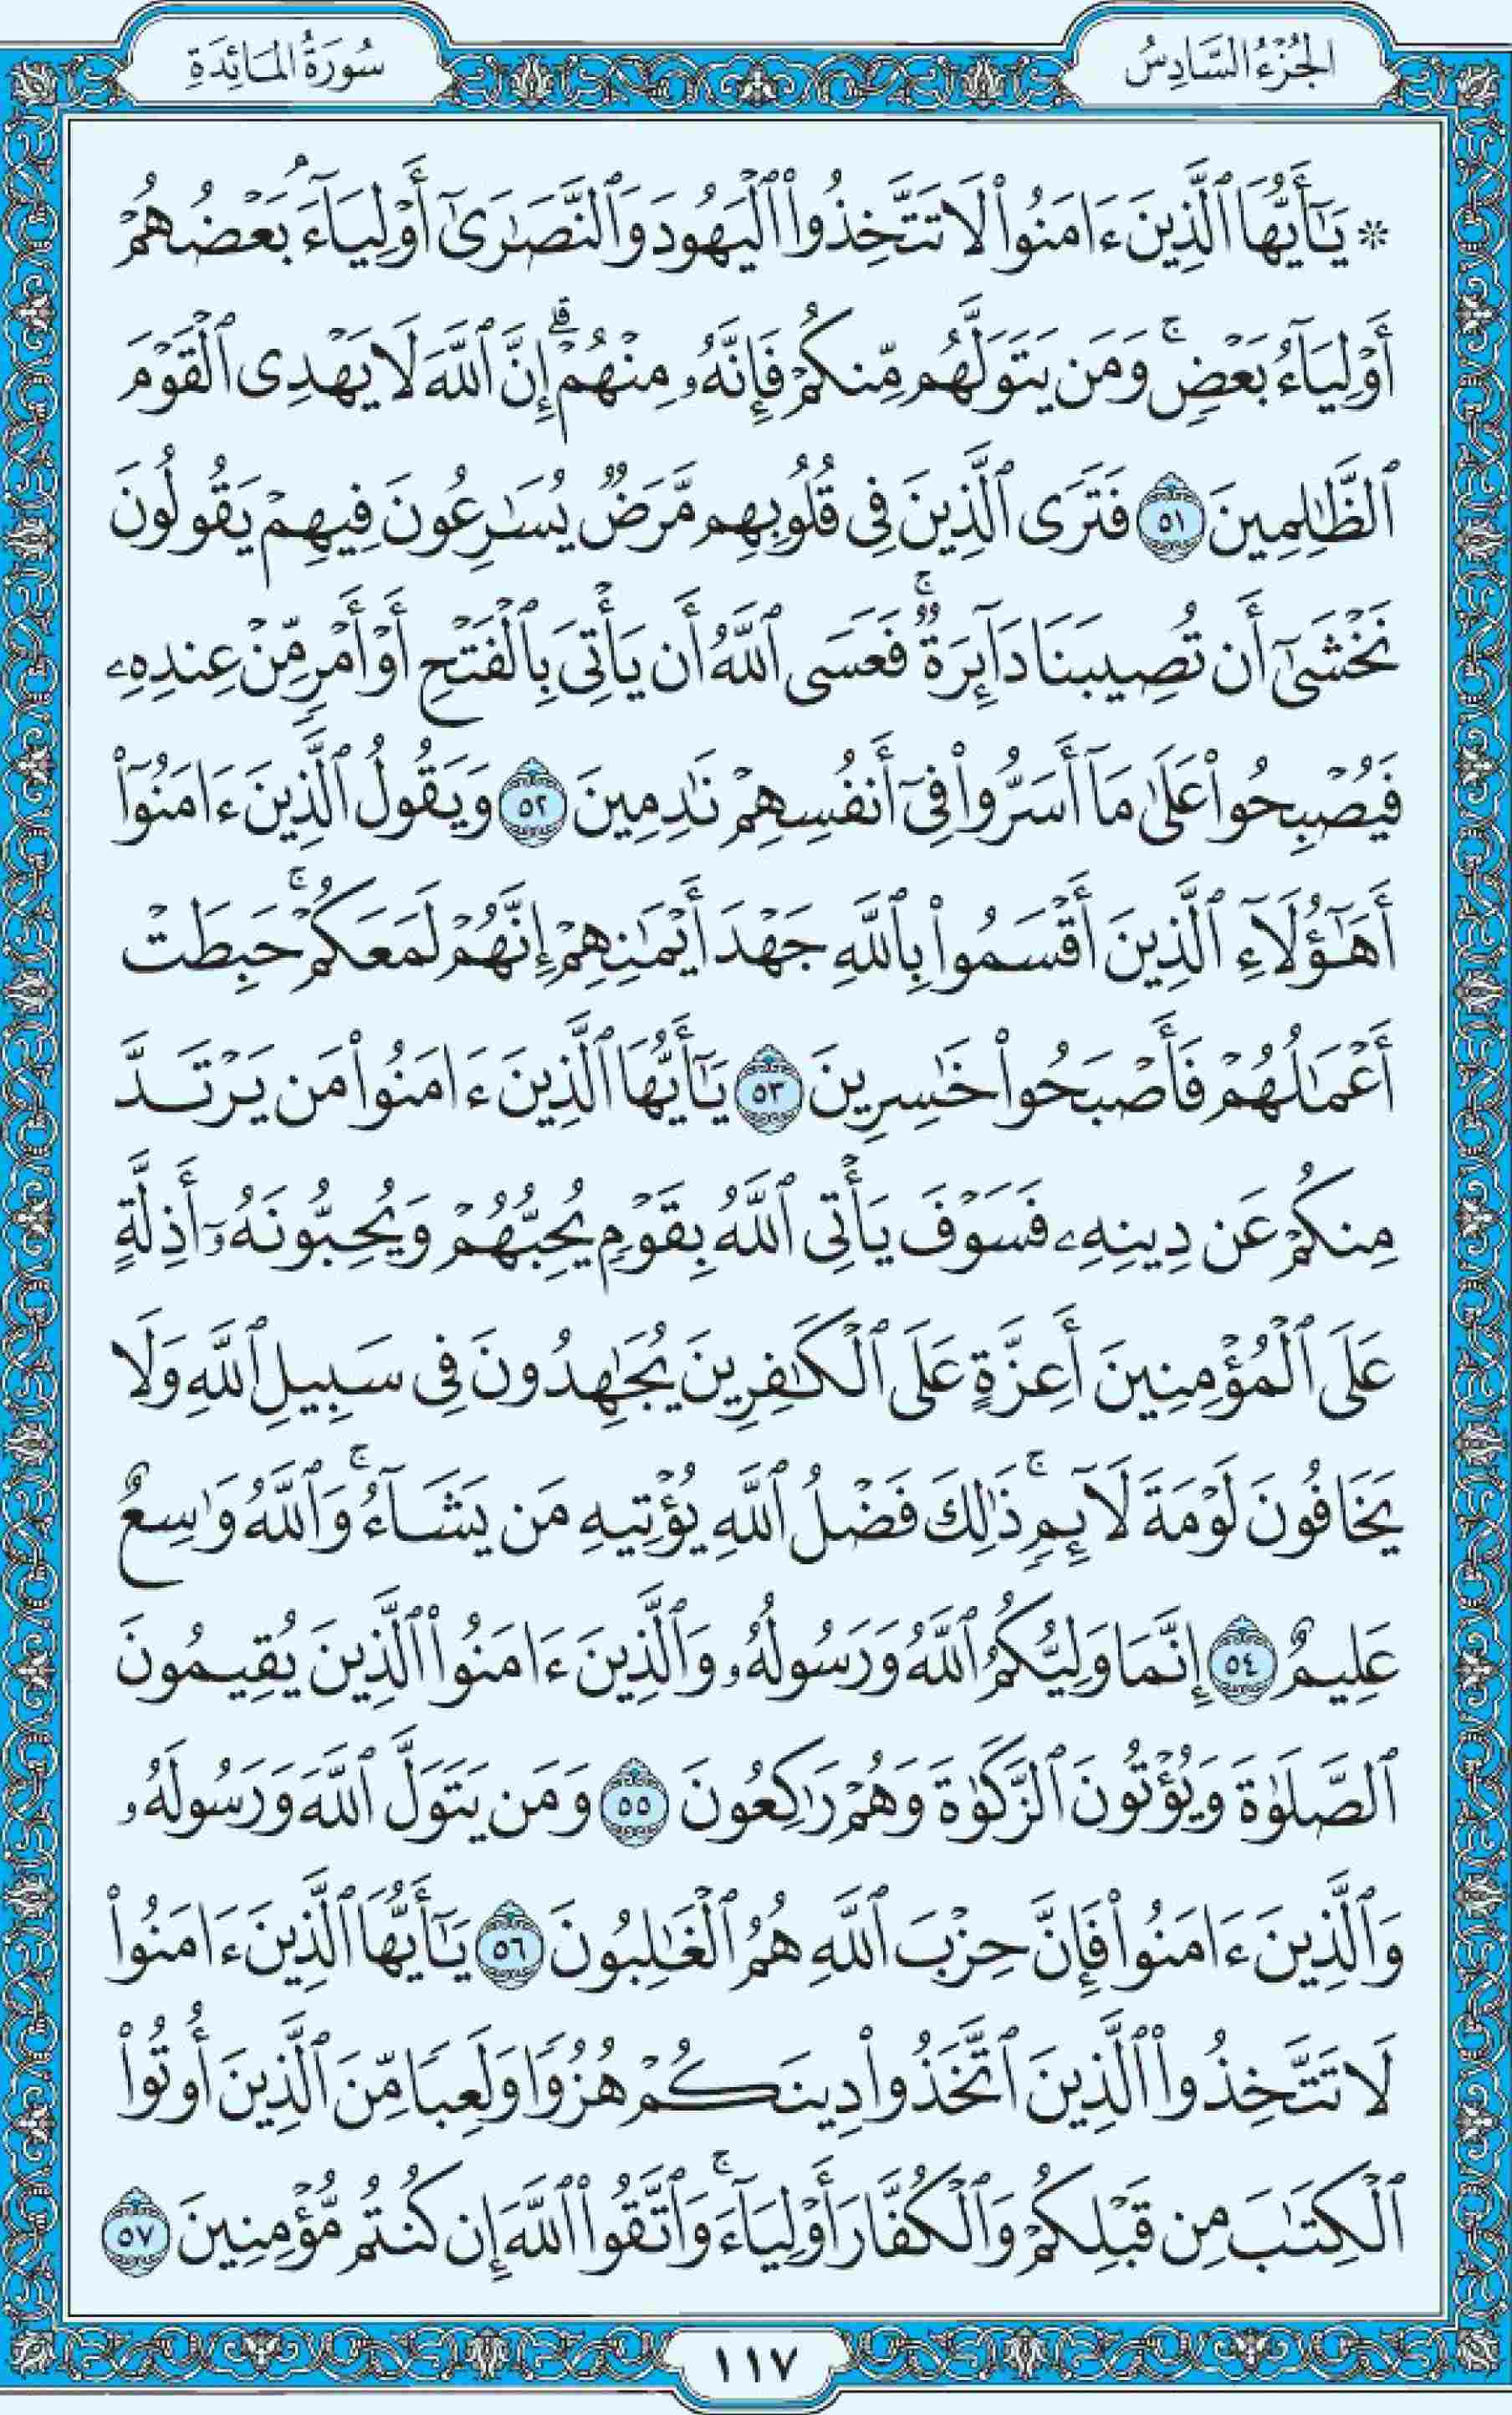 الجُزْءُ السَّادِسُ
سُورَةُ المَائِدَةِ
۞ يَٰٓأَيُّهَا ٱلَّذِينَ ءَامَنُوا۟ لَا تَتَّخِذُوا۟ ٱلْيَهُودَ وَٱلنَّصَٰرَىٰٓ أَوْلِيَآءَ ۘ بَعْضُهُمْ
أَوْلِيَآءُ بَعْضٍ ۚ وَمَن يَتَوَلَّهُم مِّنكُمْ فَإِنَّهُۥ مِنْهُمْ ۗ إِنَّ ٱللَّهَ لَا يَهْدِى ٱلْقَوْمَ
ٱلظَّٰلِمِينَ ٥١ فَتَرَى ٱلَّذِينَ فِى قُلُوبِهِم مَّرَضٌ يُسَٰرِعُونَ فِيهِمْ يَقُولُونَ
نَخْشَىٰٓ أَن تُصِيبَنَا دَآئِرَةٌ ۚ فَعَسَى ٱللَّهُ أَن يَأْتِىَ بِٱلْفَتْحِ أَوْ أَمْرٍ مِّنْ عِندِهِۦ
فَيُصْبِحُوا۟ عَلَىٰ مَآ أَسَرُّوا۟ فِىٓ أَنفُسِهِمْ نَٰدِمِينَ ٥٢ وَيَقُولُ ٱلَّذِينَ ءَامَنُوٓا۟
أَهَٰٓؤُلَآءِ ٱلَّذِينَ أَقْسَمُوا۟ بِٱللَّهِ جَهْدَ أَيْمَٰنِهِمْ إِنَّهُمْ لَمَعَكُمْ ۚ حَبِطَتْ
أَعْمَٰلُهُمْ فَأَصْبَحُوا۟ خَٰسِرِينَ ٥٣ يَٰٓأَيُّهَا ٱلَّذِينَ ءَامَنُوا۟ مَن يَرْتَدَّ
مِنكُمْ عَن دِينِهِۦ فَسَوْفَ يَأْتِى ٱللَّهُ بِقَوْمٍ يُحِبُّهُمْ وَيُحِبُّونَهُۥٓ أَذِلَّةٍ
عَلَى ٱلْمُؤْمِنِينَ أَعِزَّةٍ عَلَى ٱلْكَٰفِرِينَ يُجَٰهِدُونَ فِى سَبِيلِ ٱللَّهِ وَلَا
يَخَافُونَ لَوْمَةَ لَآئِمٍ ۚ ذَٰلِكَ فَضْلُ ٱللَّهِ يُؤْتِيهِ مَن يَشَآءُ ۚ وَٱللَّهُ وَٰسِعٌ
عَلِيمٌ ٥٤ إِنَّمَا وَلِيُّكُمُ ٱللَّهُ وَرَسُولُهُۥ وَٱلَّذِينَ ءَامَنُوا۟ ٱلَّذِينَ يُقِيمُونَ
ٱلصَّلَوٰةَ وَيُؤْتُونَ ٱلزَّكَوٰةَ وَهُمْ رَٰكِعُونَ ٥٥ وَمَن يَتَوَلَّ ٱللَّهَ وَرَسُولَهُۥ
وَٱلَّذِينَ ءَامَنُوا۟ فَإِنَّ حِزْبَ ٱللَّهِ هُمُ ٱلْغَٰلِبُونَ ٥٦ يَٰٓأَيُّهَا ٱلَّذِينَ ءَامَنُوا۟
لَا تَتَّخِذُوا۟ ٱلَّذِينَ ٱتَّخَذُوا۟ دِينَكُمْ هُزُوًا وَلَعِبًا مِّنَ ٱلَّذِينَ أُوتُوا۟
ٱلْكِتَٰبَ مِن قَبْلِكُمْ وَٱلْكُفَّارَ أَوْلِيَآءَ ۚ وَٱتَّقُوا۟ ٱللَّهَ إِن كُنتُم مُّؤْمِنِينَ ٥٧
١١٧